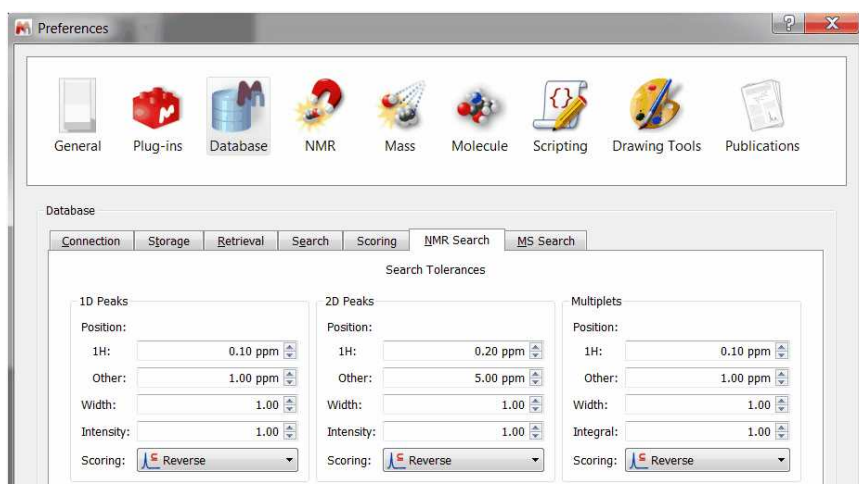 Preferences
General Plug-ins Database NMR Mass Molecule Scripting Drawing Tools Publications
Database
Connection Storage Retrieval Search Scoring NMR Search MS Search
Search Tolerances
1D Peaks 2D Peaks Multiplets
Position: Position: Position:
1H: 0.10 ppm 1H: 0.20 ppm 1H: 0.10 ppm
Other: 1.00 ppm Other: 5.00 ppm Other: 1.00 ppm
Width: 1.00 Width: 1.00 Width: 1.00
Intensity: 1.00 Intensity: 1.00 Integral: 1.00
Scoring: Reverse Scoring: Reverse Scoring: Reverse